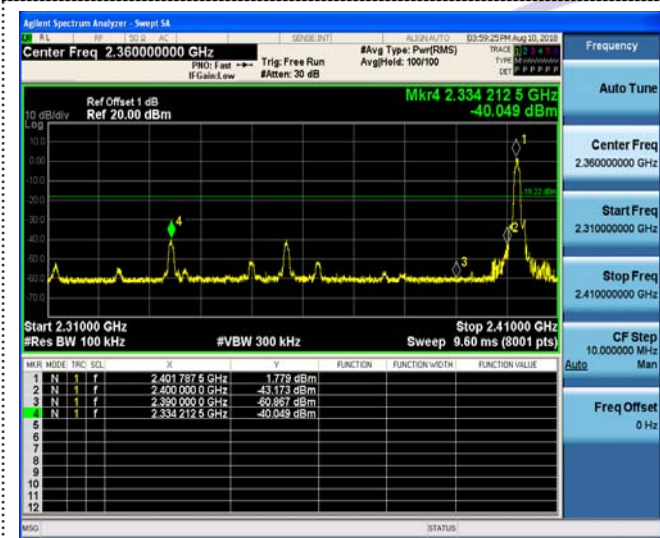 Agilent Spectrum Analyzer - Swept SA
RL RF 50 Ω AC SENSE:INT ALIGN AUTO 03:59:25 PM Aug 10, 2018
Center Freq 2.360000000 GHz #Avg Type: Pwr(RMS) TRACE 1 2 3 4 5 6 Frequency
PNO: Fast Trig: Free Run Avg|Hold: 100/100 TYPE
IFGain:Low #Atten: 30 dB DET P P P P P P
Auto Tune
Mkr4 2.334 212 5 GHz
Ref Offset 1 dB
10 dB/div Ref 20.00 dBm -40.049 dBm
Log
10.0
0.00
-10.0
-20.0
-30.0
-40.0
-50.0
-60.0
-70.0
1
2
3
4
Center Freq
2.360000000 GHz
Start Freq
2.310000000 GHz
Stop Freq
2.410000000 GHz
Start 2.31000 GHz Stop 2.41000 GHz
#Res BW 100 kHz #VBW 300 kHz Sweep 9.60 ms (8001 pts)
CF Step
10.000000 MHz
Auto Man
Freq Offset
0 Hz
MKR MODE TRC SCL X Y FUNCTION FUNCTION WIDTH FUNCTION VALUE
1 N 1 f 2.401 787 5 GHz 1.779 dBm
2 N 1 f 2.400 000 0 GHz -43.173 dBm
3 N 1 f 2.390 000 0 GHz -60.867 dBm
4 N 1 f 2.334 212 5 GHz -40.049 dBm
5
6
7
8
9
10
11
12
MSG STATUS